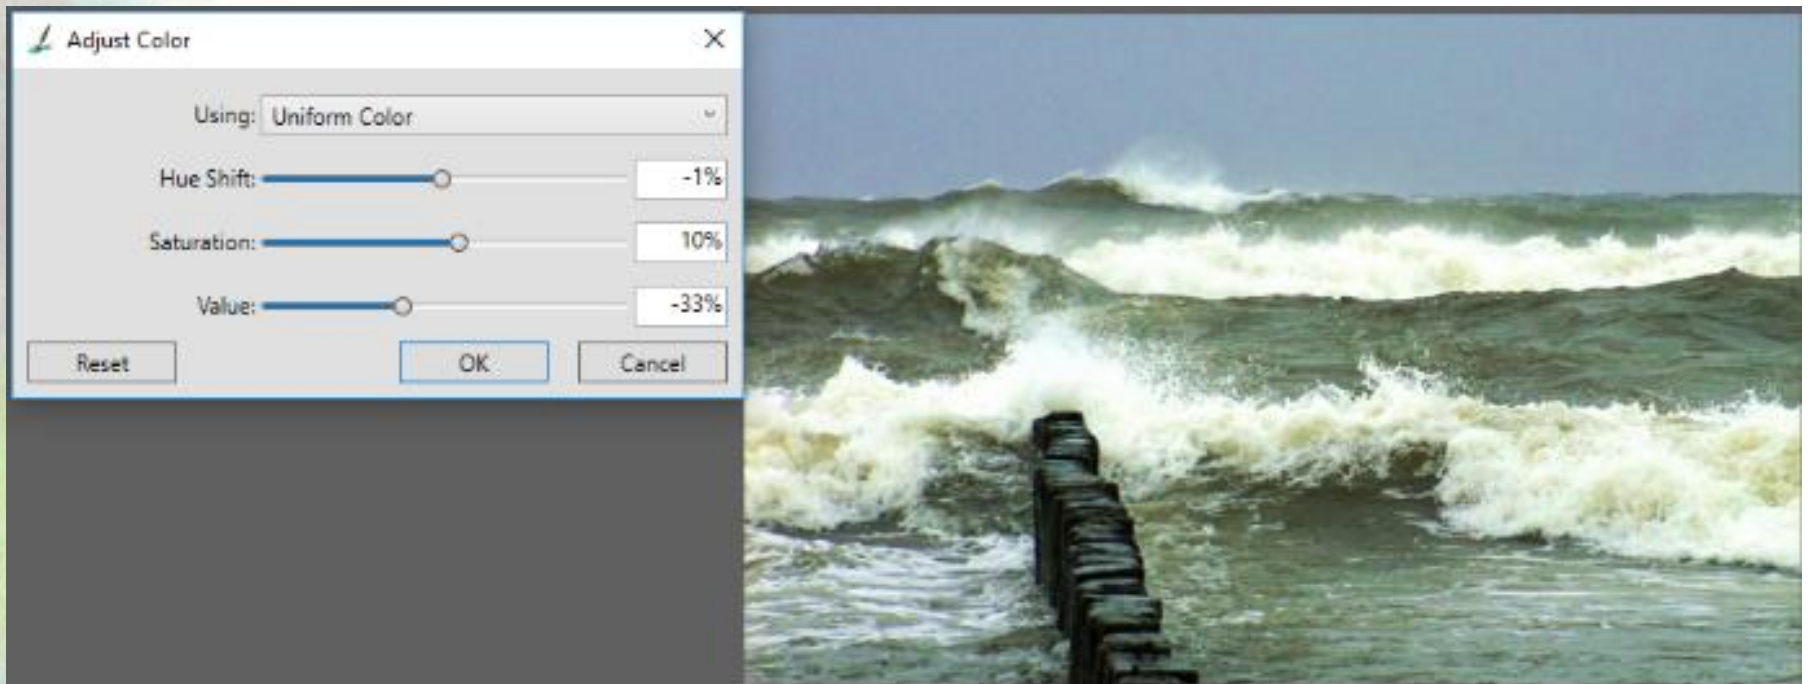 Adjust Color
Using: Uniform Color
Hue Shift: -1%
Saturation: 10%
Value: -33%
Reset OK Cancel